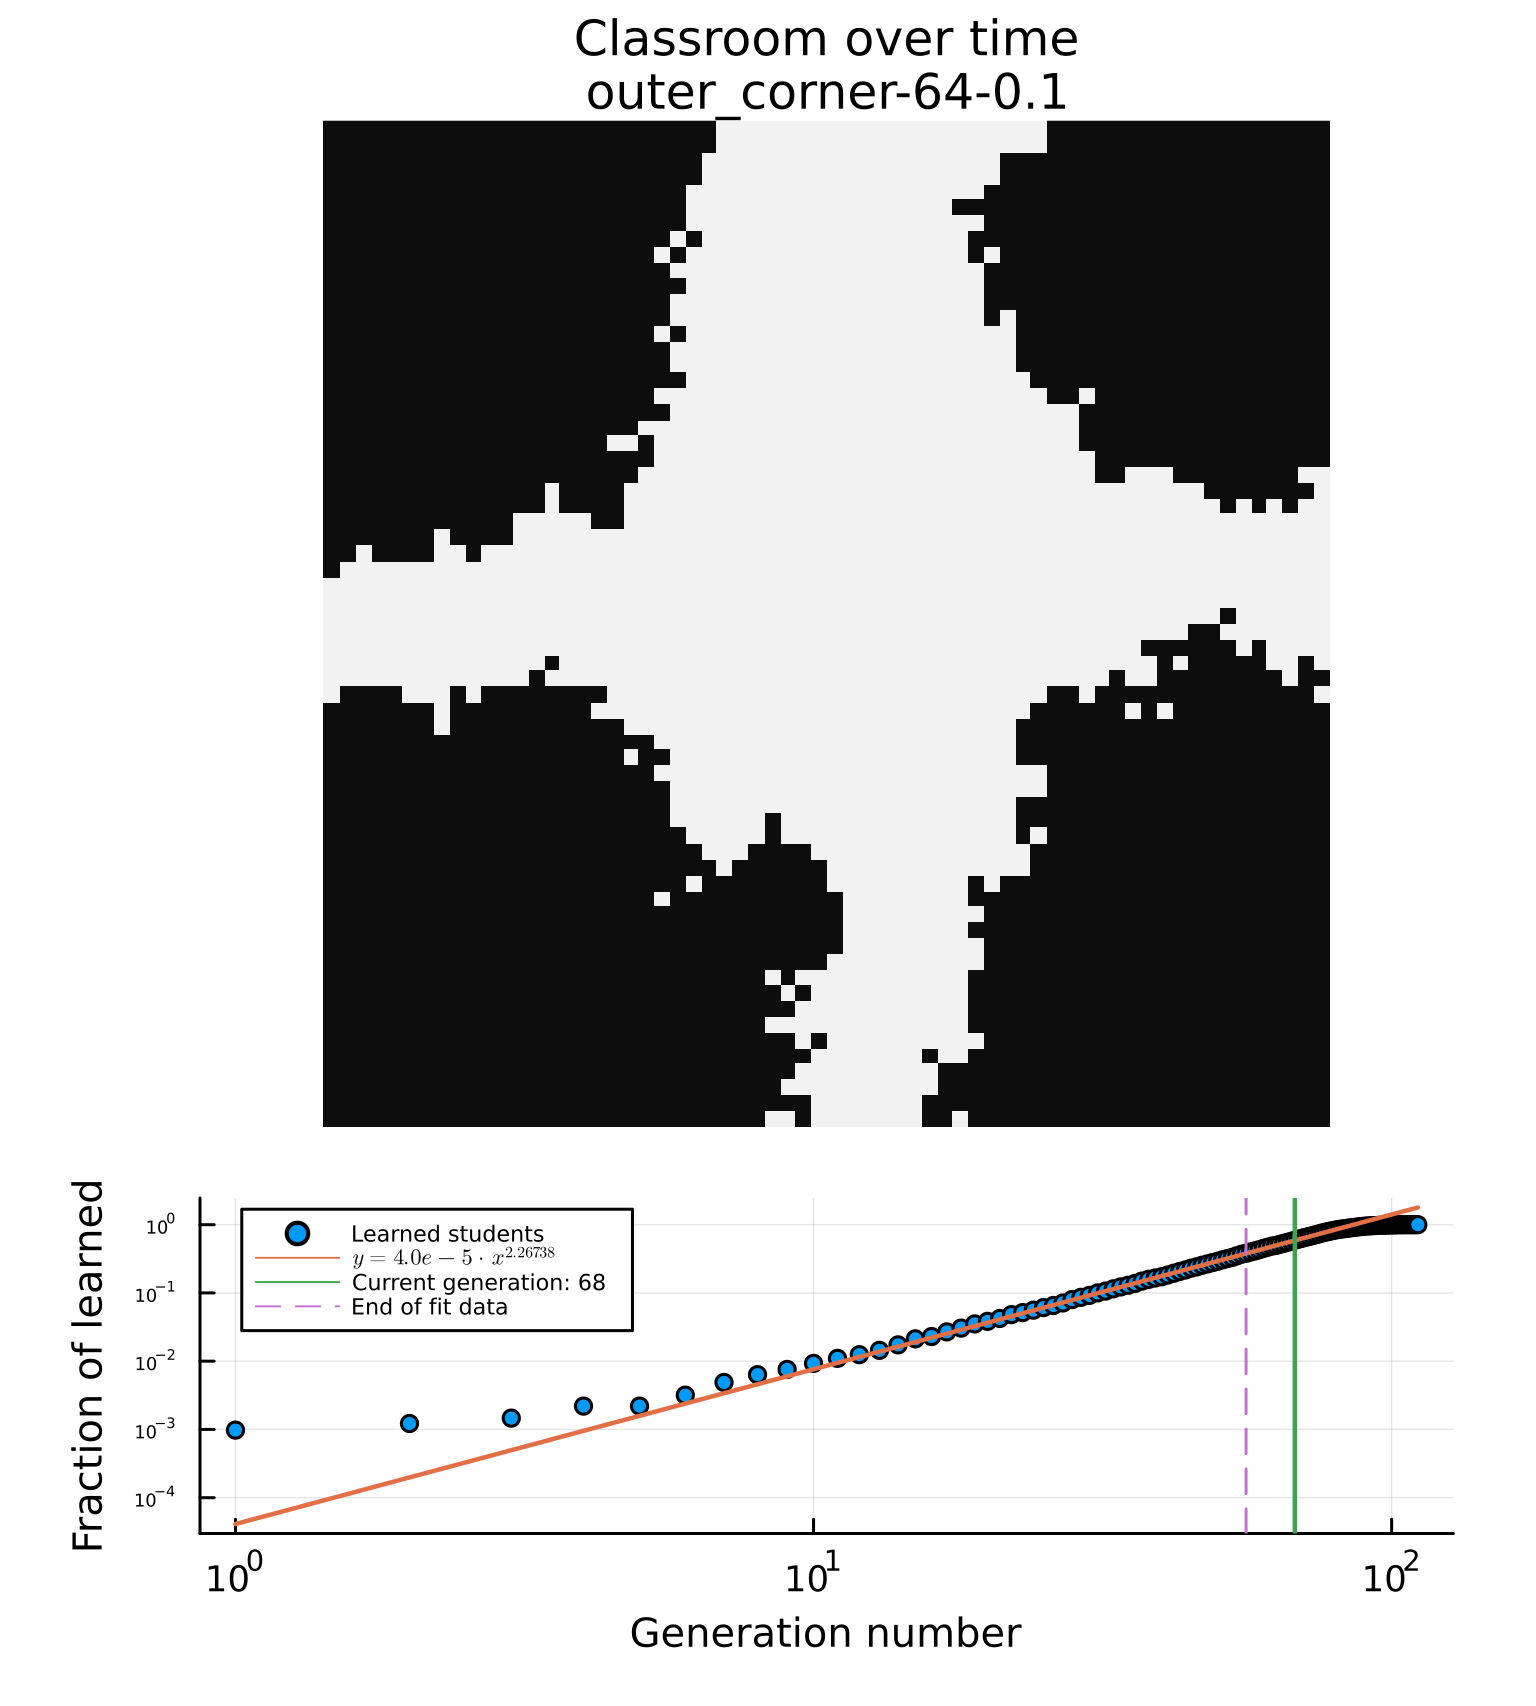 Classroom over time
outer_corner-64-0.1
Fraction of learned
10^0
10^-1
10^-2
10^-3
10^-4
Learned students
y = 4.0e − 5 · x^2.26738
Current generation: 68
End of fit data
10^0 10^1 10^2
Generation number